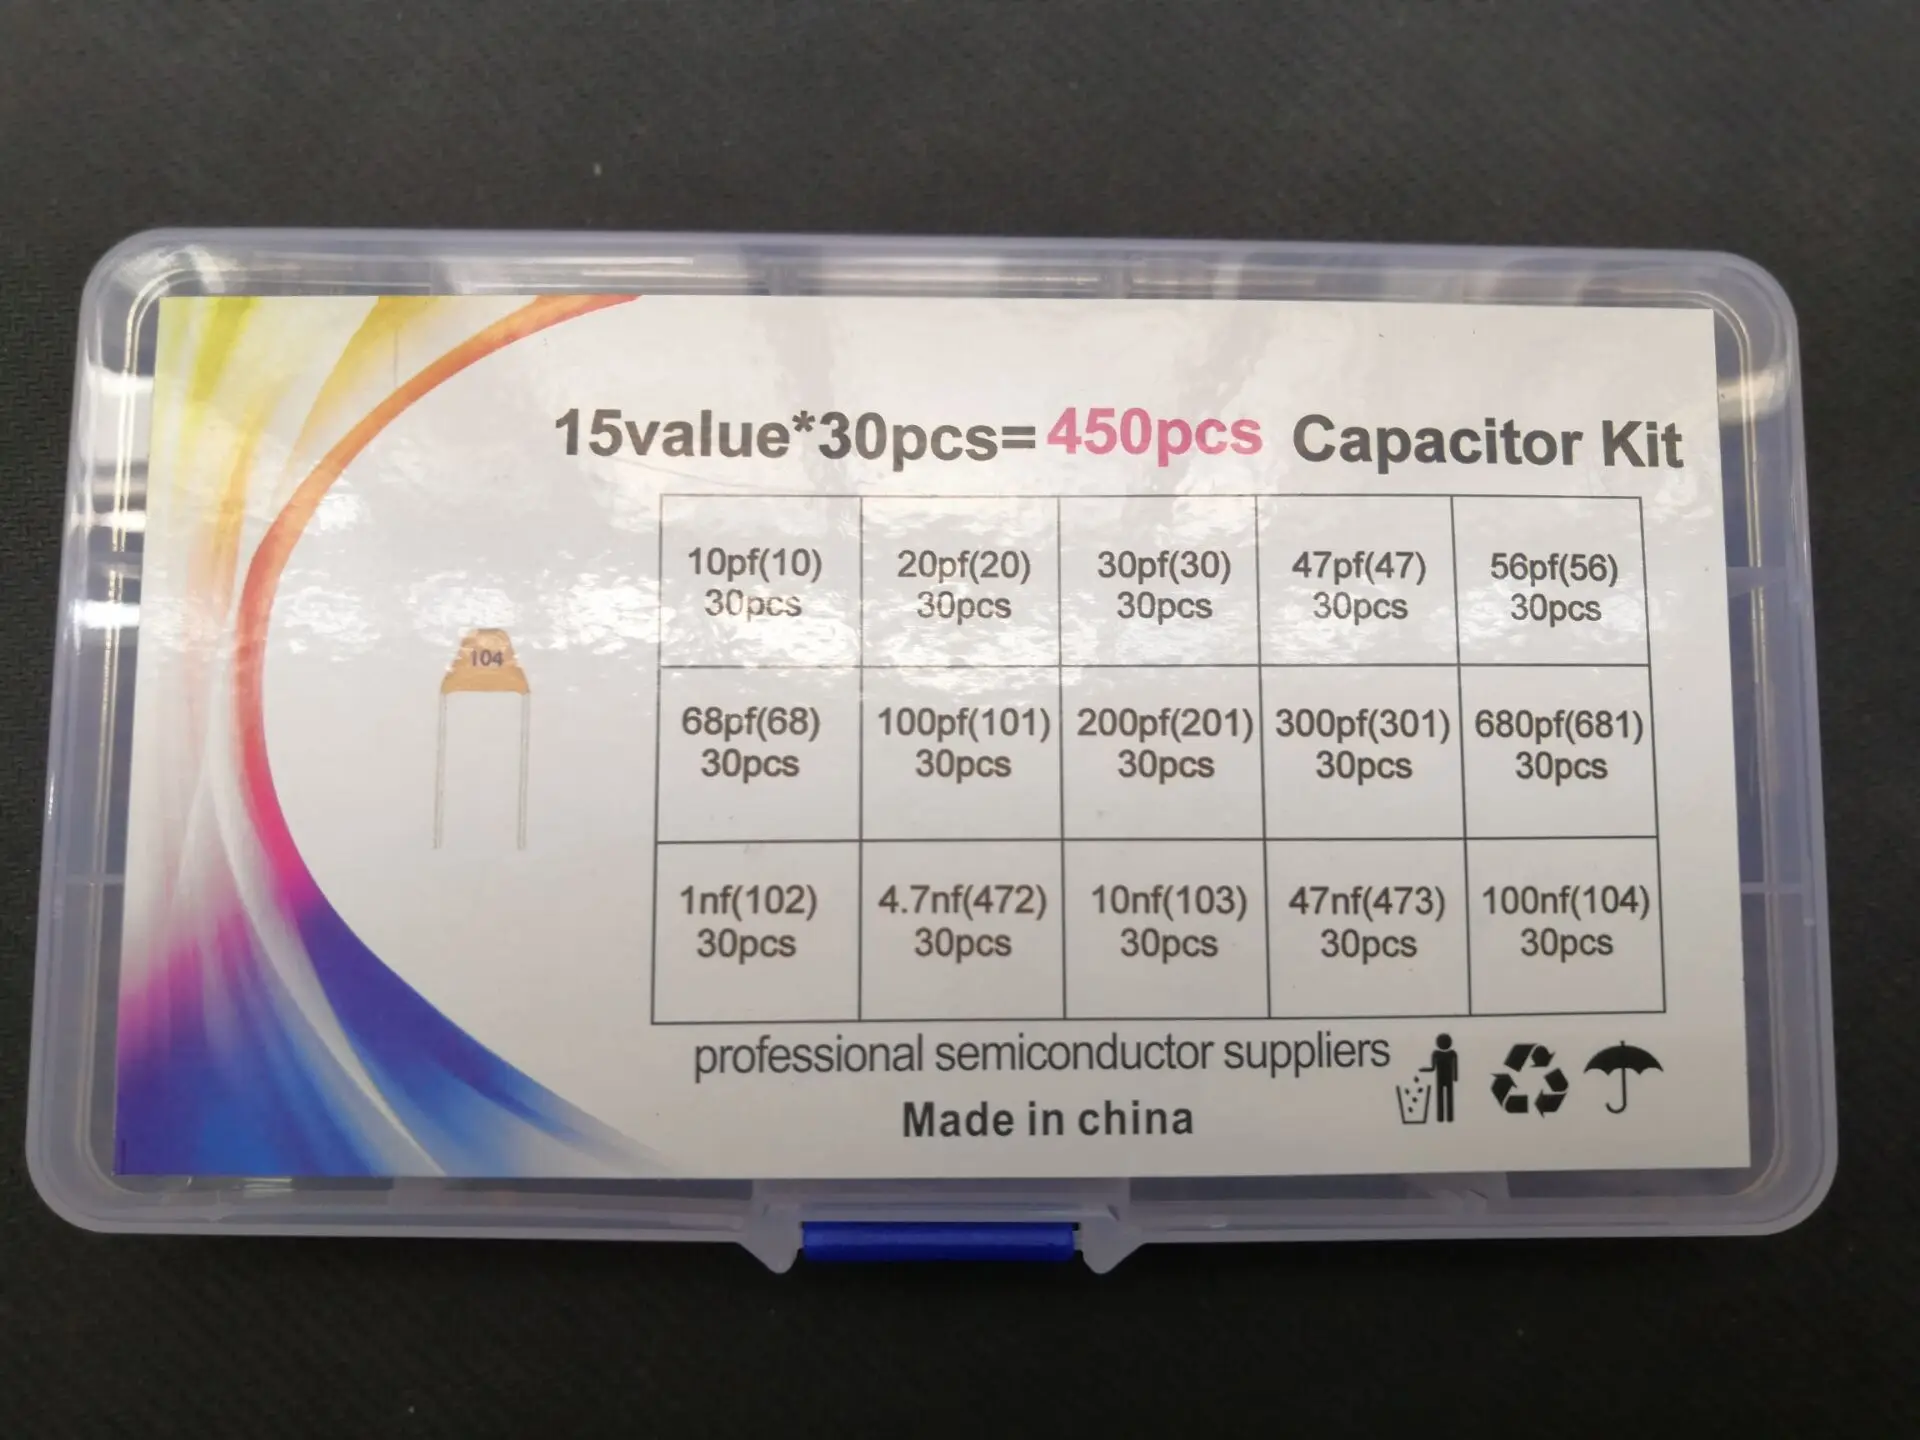 15value*30pcs=450pcs Capacitor Kit
104
10pf(10) 20pf(20) 30pf(30) 47pf(47) 56pf(56)
30pcs 30pcs 30pcs 30pcs 30pcs
68pf(68) 100pf(101) 200pf(201) 300pf(301) 680pf(681)
30pcs 30pcs 30pcs 30pcs 30pcs
1nf(102) 4.7nf(472) 10nf(103) 47nf(473) 100nf(104)
30pcs 30pcs 30pcs 30pcs 30pcs
professional semiconductor suppliers
Made in china